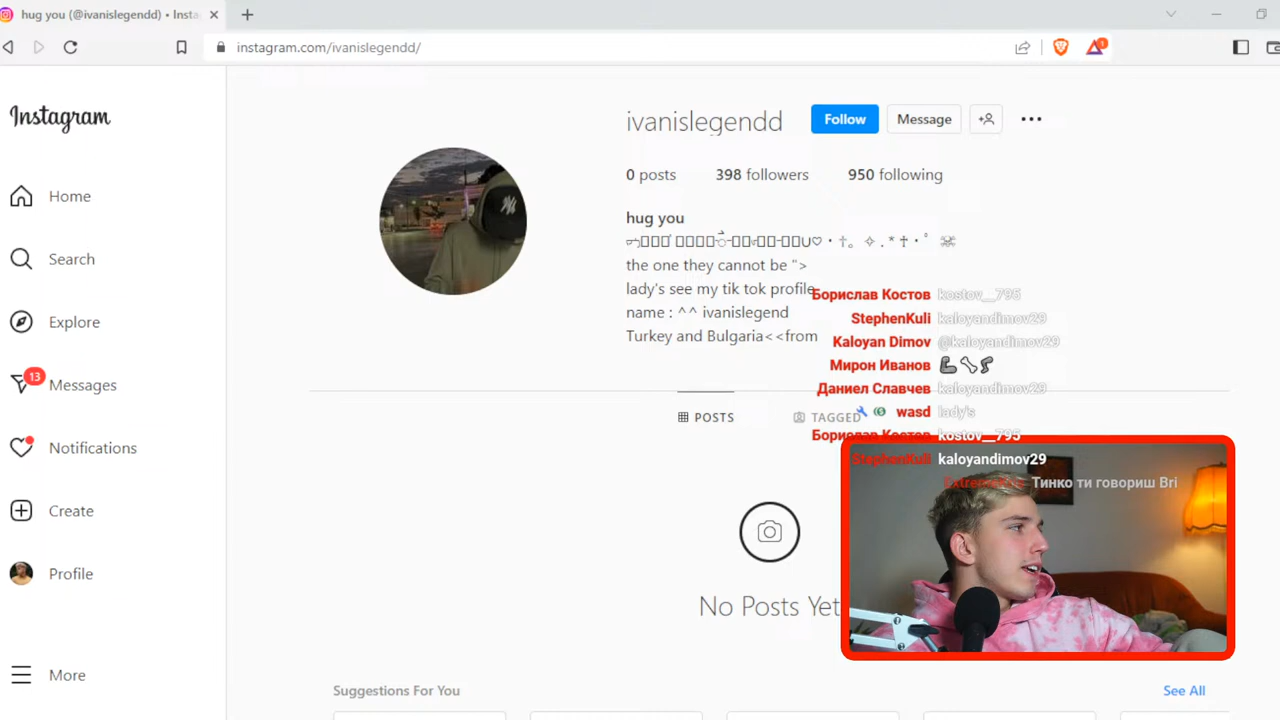 hug you (@ivanislegendd) • Insta
instagram.com/ivanislegendd/
1
Instagram
Home
Search
Explore
13
Messages
Notifications
Create
Profile
More
ivanislegendd
Follow
Message
0 posts
398 followers
950 following
hug you
the one they cannot be ">
lady's see my tik tok profile
name : ^^ ivanislegend
Turkey and Bulgaria<<from
POSTS
TAGGED
No Posts Yet
Suggestions For You
See All
Борислав Костов kostov__795
StephenKuli kaloyandimov29
Kaloyan Dimov @kaloyandimov29
Мирон Иванов 💪🦴🦿
Даниел Славчев kaloyandimov29
wasd lady's
Борислав Костов kostov__795
StephenKuli kaloyandimov29
Тинко ти говориш Bri